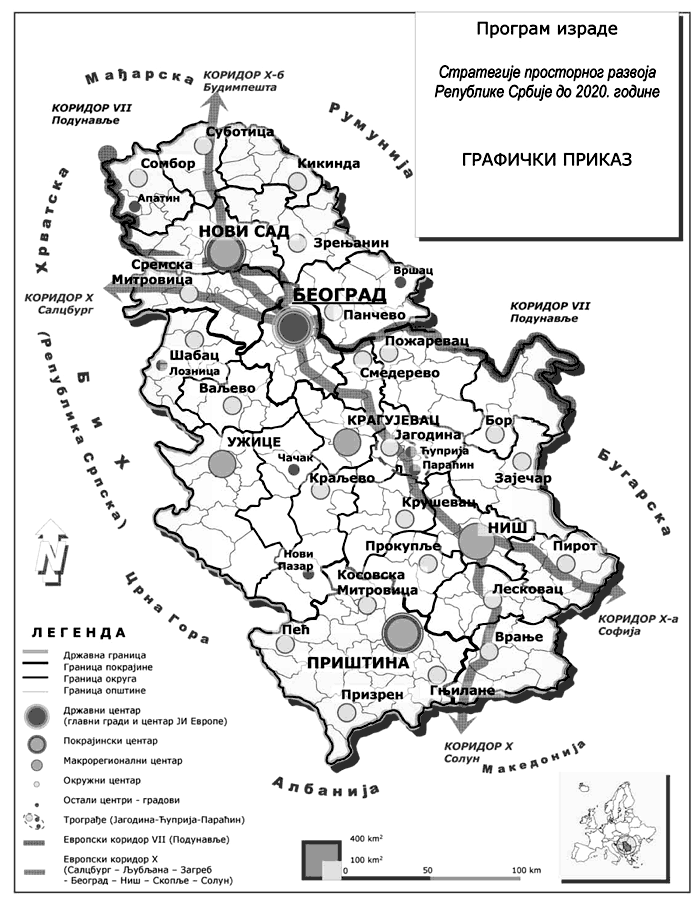 Програм израде
Стратегије просторног развоја
Републике Србије до 2020. године
ГРАФИЧКИ ПРИКАЗ
Мађарска
КОРИДОР X-б
Будимпешта
КОРИДОР VII
Подунавље
Румунија
Суботица
Сомбор
Кикинда
Апатин
Хрватска
НОВИ САД
Зрењанин
Сремска
Митровица
Вршац
БЕОГРАД
КОРИДОР X
Салцбург
Панчево
КОРИДОР VII
Подунавље
Пожаревац
Шабац
Лозница
Смедерево
Ваљево
БиХ
(Република Српска)
КРАГУЈЕВАЦ
Бор
УЖИЦЕ
Јагодина
Ћуприја
Чачак
Параћин
Зајечар
Краљево
Бугарска
Крушевац
НИШ
Прокупље
Пирот
Нови
Пазар
Косовска
Митровица
Лесковац
Црна Гора
КОРИДОР X-а
Софија
N
Пећ
Врање
ПРИШТИНА
Призрен
Гњилане
КОРИДОР X
Солун
Македонија
Албанија
ЛЕГЕНДА
Државна граница
Граница покрајине
Граница округа
Граница општине
Државни центар
(главни гради и центар ЈИ Европе)
Покрајински центар
Макрорегионални центар
Окружни центар
Остали центри - градови
Трограђе (Јагодина-Ћуприја-Параћин)
Европски коридор VII (Подунавље)
Европски коридор X
(Салцбург – Љубљана – Загреб
- Београд – Ниш – Скопље – Солун)
400 km²
100 km²
0 50 100 km